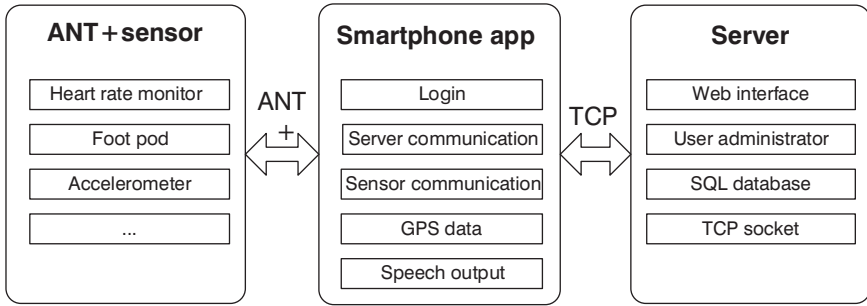 ANT+sensor
Heart rate monitor
Foot pod
Accelerometer
...
ANT
+
Smartphone app
Login
Server communication
Sensor communication
GPS data
Speech output
TCP
Server
Web interface
User administrator
SQL database
TCP socket